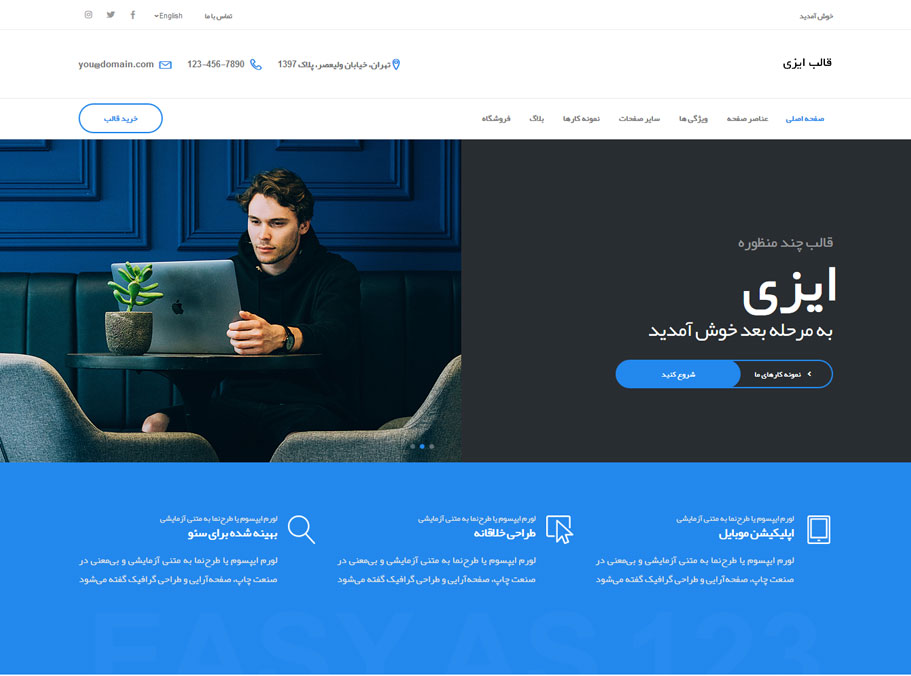 خوش آمدید
تماس با ما
English
قالب ایزی
تهران، خیابان ولیعصر، پلاک 1397
123-456-7890
you@domain.com
صفحه اصلی
عناصر صفحه
ویژگی ها
سایر صفحات
نمونه کارها
بلاگ
فروشگاه
خرید قالب
قالب چند منظوره
ایزی
به مرحله بعد خوش آمدید
نمونه کارهای ما
شروع کنید
لورم ایپسوم یا طرح‌نما به متنی آزمایشی
اپلیکیشن موبایل
لورم ایپسوم یا طرح‌نما به متنی آزمایشی و بی‌معنی در
صنعت چاپ، صفحه‌آرایی و طراحی گرافیک گفته می‌شود
لورم ایپسوم یا طرح‌نما به متنی آزمایشی
طراحی خلاقانه
لورم ایپسوم یا طرح‌نما به متنی آزمایشی و بی‌معنی در
صنعت چاپ، صفحه‌آرایی و طراحی گرافیک گفته می‌شود
لورم ایپسوم یا طرح‌نما به متنی آزمایشی
بهینه شده برای سئو
لورم ایپسوم یا طرح‌نما به متنی آزمایشی و بی‌معنی در
صنعت چاپ، صفحه‌آرایی و طراحی گرافیک گفته می‌شود
EASY AS 123